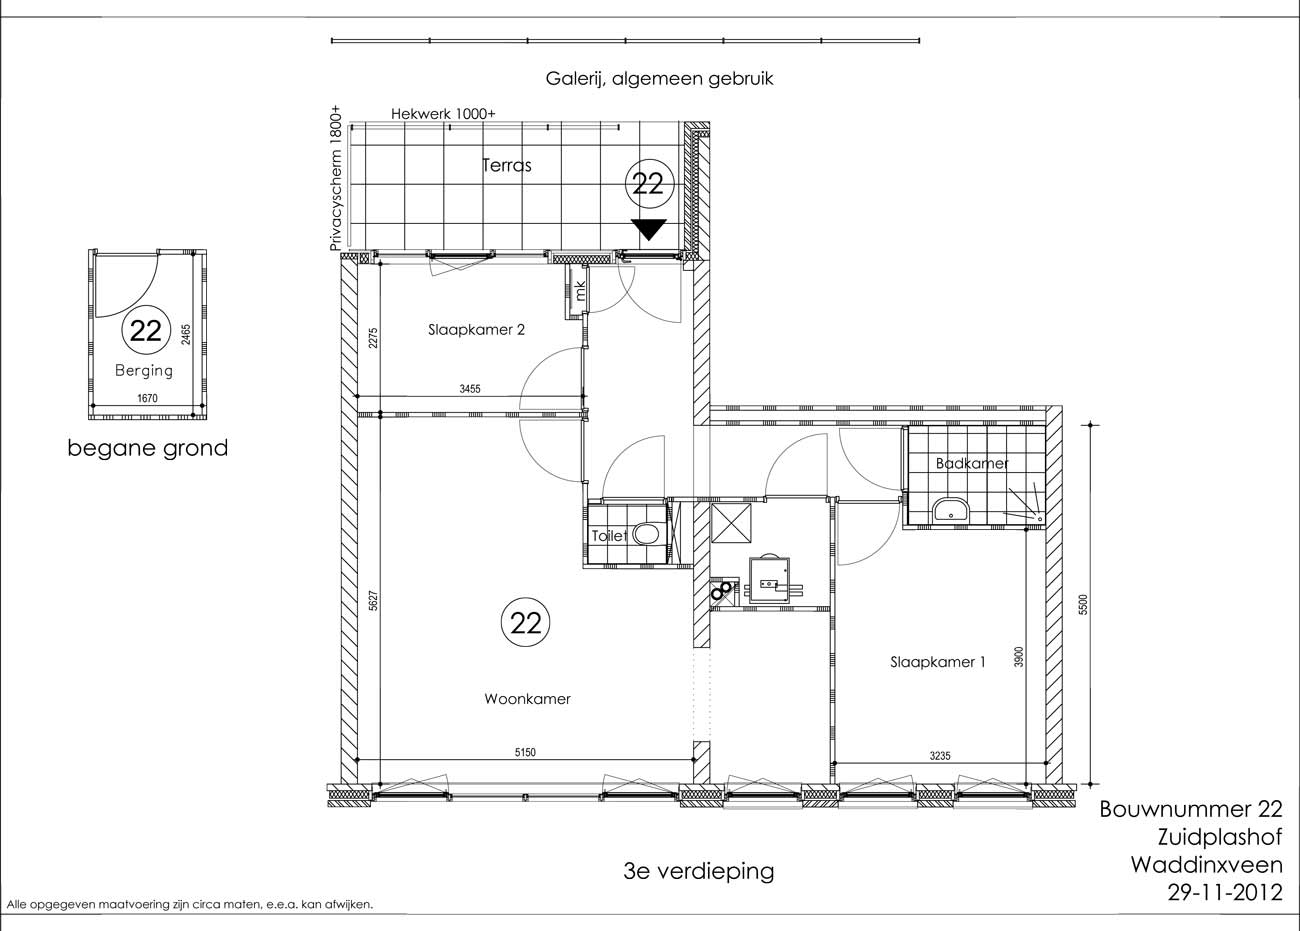 Galerij, algemeen gebruik
Hekwerk 1000+
Privacyscherm 1800+
Terras
22
mk
Slaapkamer 2
2275
3455
22
2465
Berging
1670
begane grond
Badkamer
Toilet
5627
22
5500
3900
Slaapkamer 1
Woonkamer
5150
3235
Bouwnummer 22
Zuidplashof
Waddinxveen
29-11-2012
3e verdieping
Alle opgegeven maatvoering zijn circa maten, e.e.a. kan afwijken.